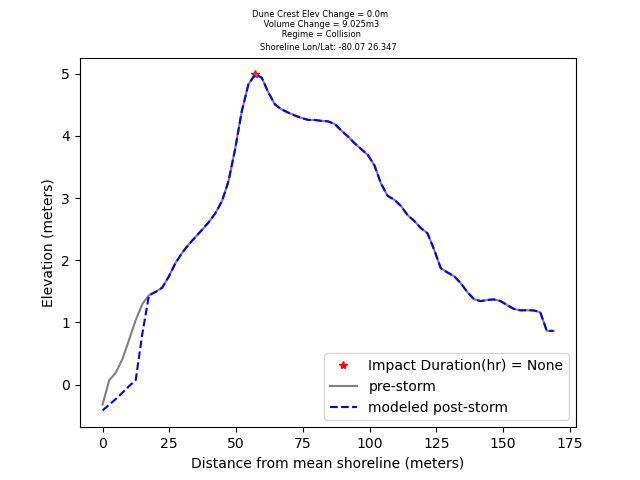 Dune Crest Elev Change = 0.0m
Volume Change = 9.025m3
Regime = Collision
Shoreline Lon/Lat: -80.07 26.347
5
4
3
2
1
0
Elevation (meters)
Impact Duration(hr) = None
pre-storm
modeled post-storm
0 25 50 75 100 125 150 175
Distance from mean shoreline (meters)